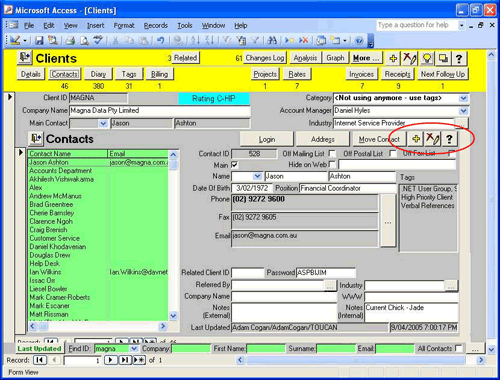 Microsoft Access - [Clients]
File Edit View Insert Format Records Tools Window Help Type a question for help
Clients 3 Related 61 Changes Log Analysis Graph More ...
Details Contacts Diary Tags Billing Projects Rates Invoices Receipts Next Follow Up
46 380 1 31 7 1 9 1
Client ID MAGNA Rating C-HP Category <Not using anymore - use tags>
Company Name Magna Data Pty Limited Account Manager Daniel Hyles
Main Contact Jason Ashton Industry Internet Service Provider
Contacts Login Address Move Contact
Contact Name Email
Jason Ashton jason@magna.com
Accounts Department
Akhilesh Vishwakarma
Alex
Andrew McManus
Brad Greentree
Cherie Barnsley
Clarence Ngoh
Craig Brenish
Customer Service
Daniel Khodaverian
Douglas Drew
Help Desk
Ian.Wilkins Ian.Wilkins@davnet
Issac Orr
Liesel Bowler
Mark Cramer-Roberts
Mark Escaner
Matt Rissman
Contact ID 528 Off Mailing List Off Postal List Off Fax List
Main Hide on Web
Name Jason Ashton Tags
Date Of Birth 3/02/1972 Position Financial Coordinator
.NET User Group, S
High Priority Client
Verbal References
Phone (02) 9272 9600
Fax (02) 9272 9605
Email jason@magna.com.au
...
Related Client ID Password ASPBIJIM
Referred By ... Industry ...
Company Name WWW
Notes (External) Notes (Internal) Current Chick - Jade
Last Updated Adam Cogan/AdamCogan/TOUCAN 9/04/2005 7:00:17 PM
Last Updated Find ID: magna Company: First Name: Surname: Email: All Contacts
Record: 1 of 1
Form View